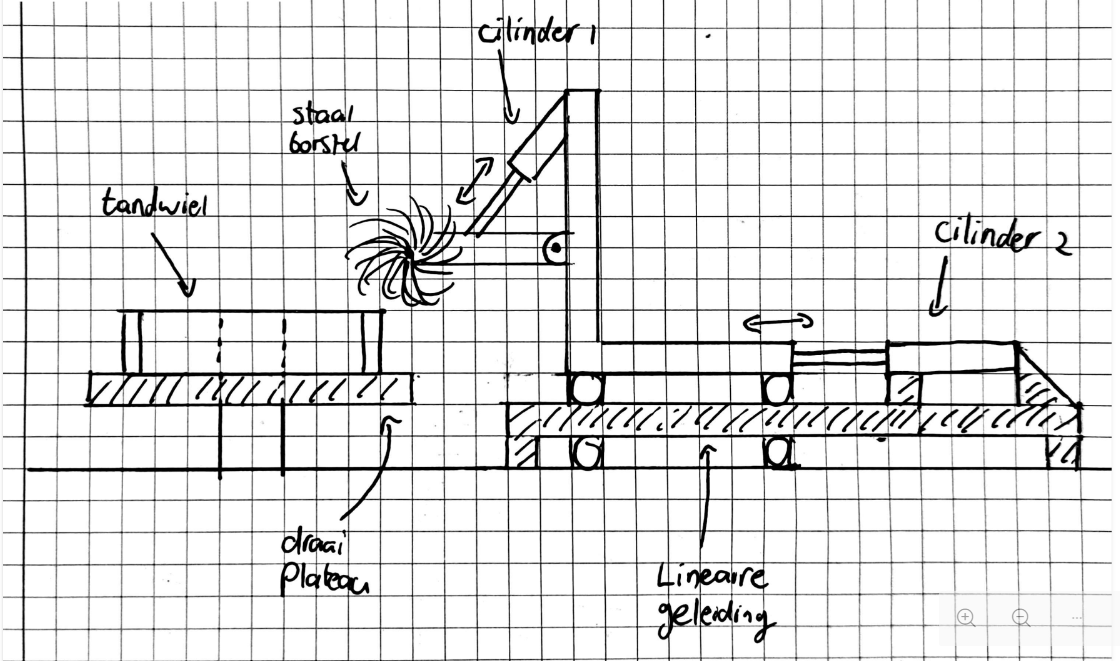 cilinder 1
staal
borstel
tandwiel
cilinder 2
draai
Plateau
Lineaire
geleiding